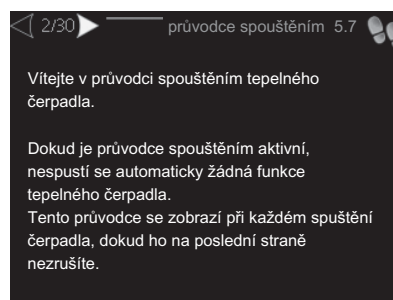 2/30 průvodce spouštěním 5.7
Vítejte v průvodci spouštěním tepelného
čerpadla.
Dokud je průvodce spouštěním aktivní,
nespustí se automaticky žádná funkce
tepelného čerpadla.
Tento průvodce se zobrazí při každém spuštění
čerpadla, dokud ho na poslední straně
nezrušíte.